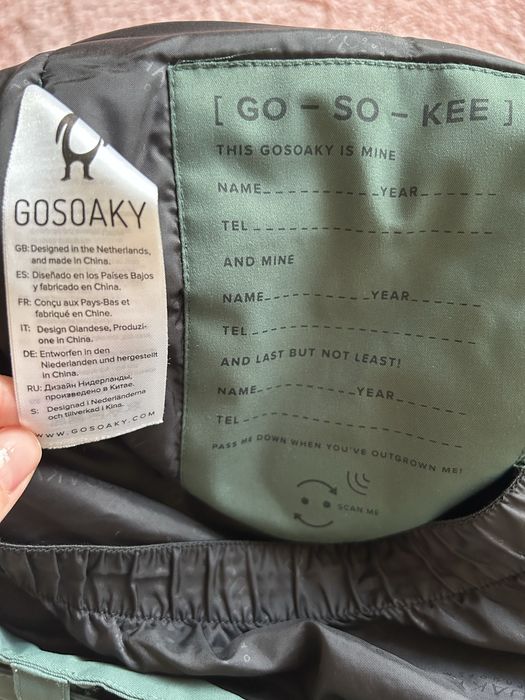 GOSOAKY
GB: Designed in the Netherlands,
and made in China.
ES: Diseñado en los Países Bajos
y fabricado en China.
FR: Conçu aux Pays-Bas et
fabriqué en China.
IT: Design Olandese, Produzi-
one in China.
DE: Entworfen in den
Niederlanden und hergestellt
in China.
RU: Дизайн Нидерланды,
произведено в Китае.
S: Designad i Nederländerna
och tillverkad i Kina.
WWW.GOSOAKY.COM
[ GO – SO – KEE ]
THIS GOSOAKY IS MINE
NAME YEAR
TEL
AND MINE
NAME YEAR
TEL
AND LAST BUT NOT LEAST!
NAME YEAR
TEL
PASS ME DOWN WHEN YOU'VE OUTGROWN ME!
SCAN ME